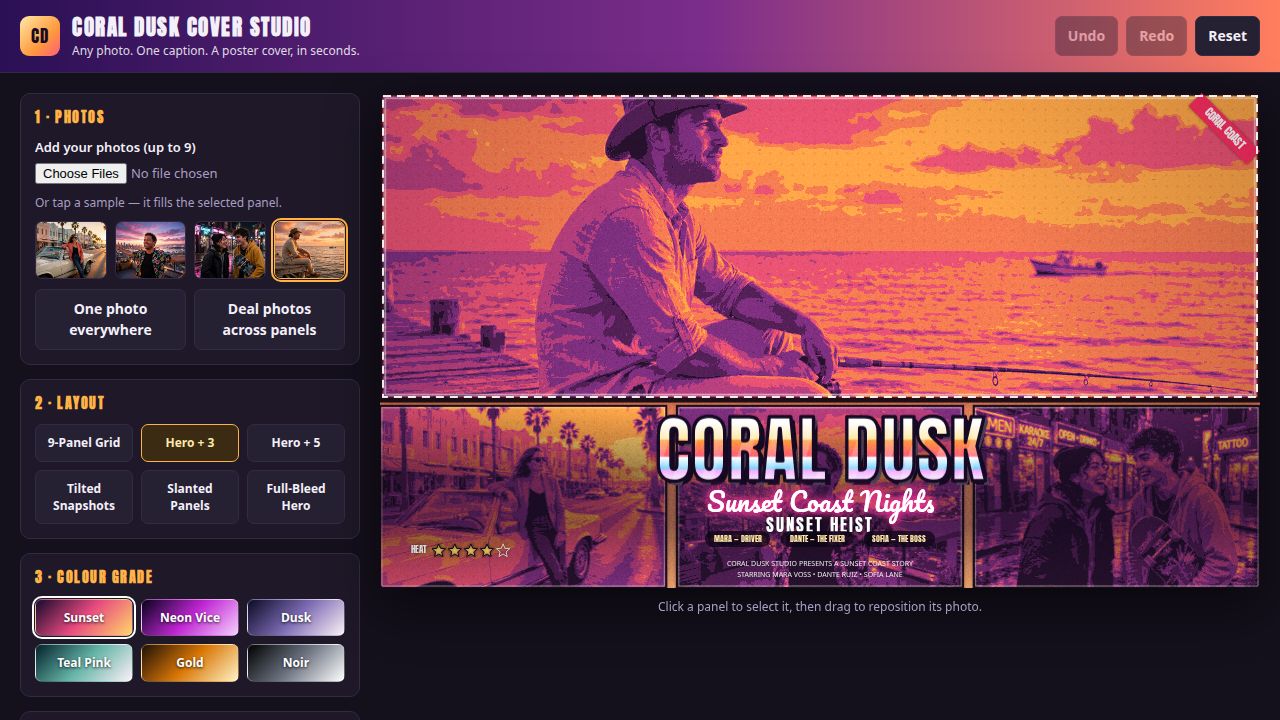 CD
CORAL DUSK COVER STUDIO
Any photo. One caption. A poster cover, in seconds.
Undo
Redo
Reset
1 · PHOTOS
Add your photos (up to 9)
Choose Files No file chosen
Or tap a sample — it fills the selected panel.
One photo
everywhere
Deal photos
across panels
2 · LAYOUT
9-Panel Grid
Hero + 3
Hero + 5
Tilted
Snapshots
Slanted
Panels
Full-Bleed
Hero
3 · COLOUR GRADE
Sunset
Neon Vice
Dusk
Teal Pink
Gold
Noir
CORAL COAST
CORAL DUSK
Sunset Coast Nights
SUNSET HEIST
MARA – DRIVER
DANTE – THE FIXER
SOFIA – THE BOSS
HEAT
CORAL DUSK STUDIO PRESENTS A SUNSET COAST STORY
STARRING MARA VOSS • DANTE RUIZ • SOFIA LANE
KARAOKE
24/7
OPEN · DRINKS
TATTOO
Click a panel to select it, then drag to reposition its photo.